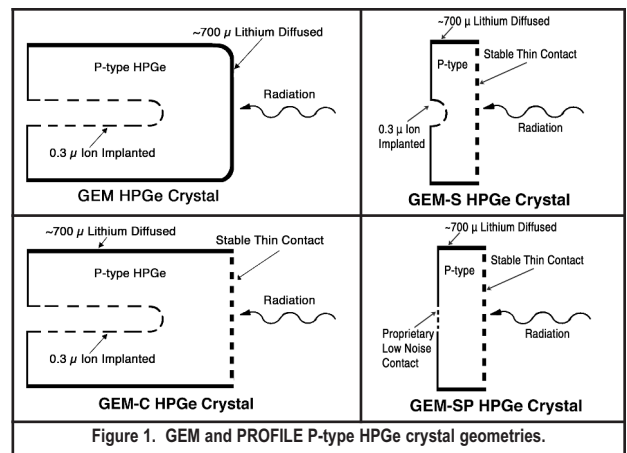 ~700 μ Lithium Diffused
P-type HPGe
Radiation
0.3 μ Ion Implanted
GEM HPGe Crystal
~700 μ Lithium Diffused
Stable Thin Contact
P-type
0.3 μ Ion
Implanted
Radiation
GEM-S HPGe Crystal
~700 μ Lithium Diffused
Stable Thin Contact
P-type HPGe
Radiation
0.3 μ Ion Implanted
GEM-C HPGe Crystal
~700 μ Lithium Diffused
Stable Thin Contact
P-type
Proprietary
Low Noise
Contact
Radiation
GEM-SP HPGe Crystal
Figure 1. GEM and PROFILE P-type HPGe crystal geometries.